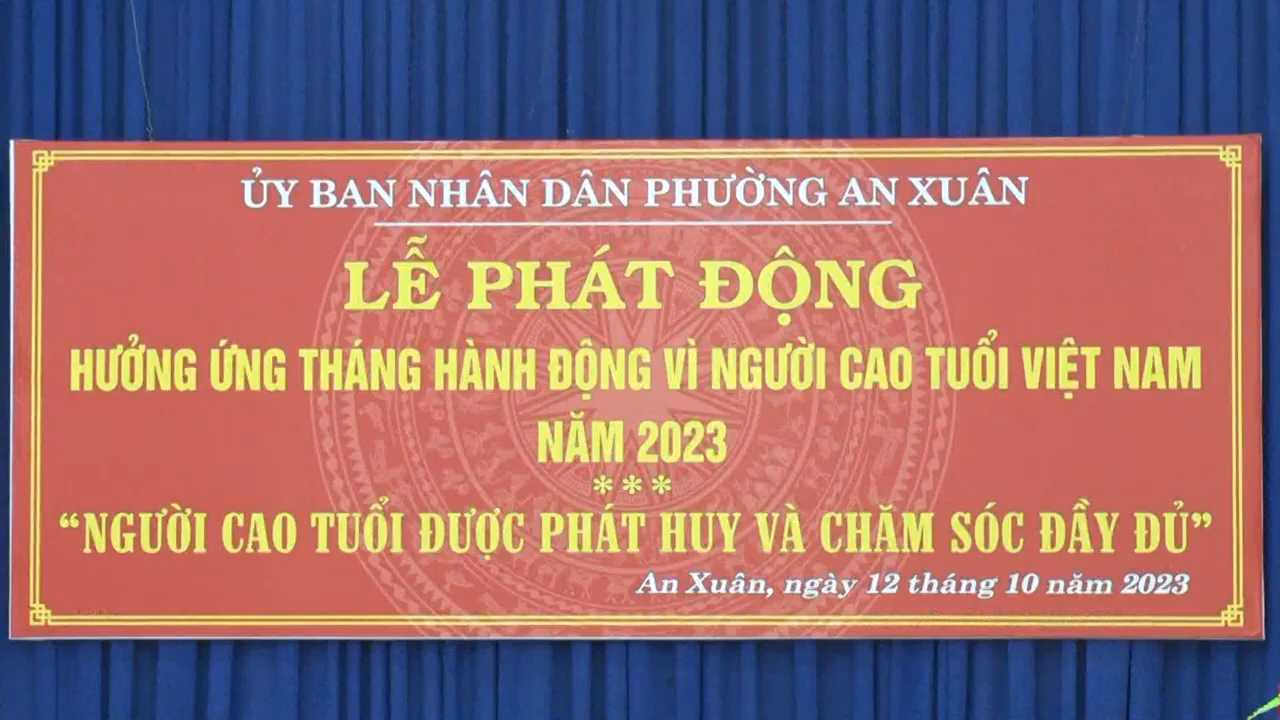 ỦY BAN NHÂN DÂN PHƯỜNG AN XUÂN
LỄ PHÁT ĐỘNG
HƯỞNG ỨNG THÁNG HÀNH ĐỘNG VÌ NGƯỜI CAO TUỔI VIỆT NAM
NĂM 2023
***
“NGƯỜI CAO TUỔI ĐƯỢC PHÁT HUY VÀ CHĂM SÓC ĐẦY ĐỦ”
An Xuân, ngày 12 tháng 10 năm 2023